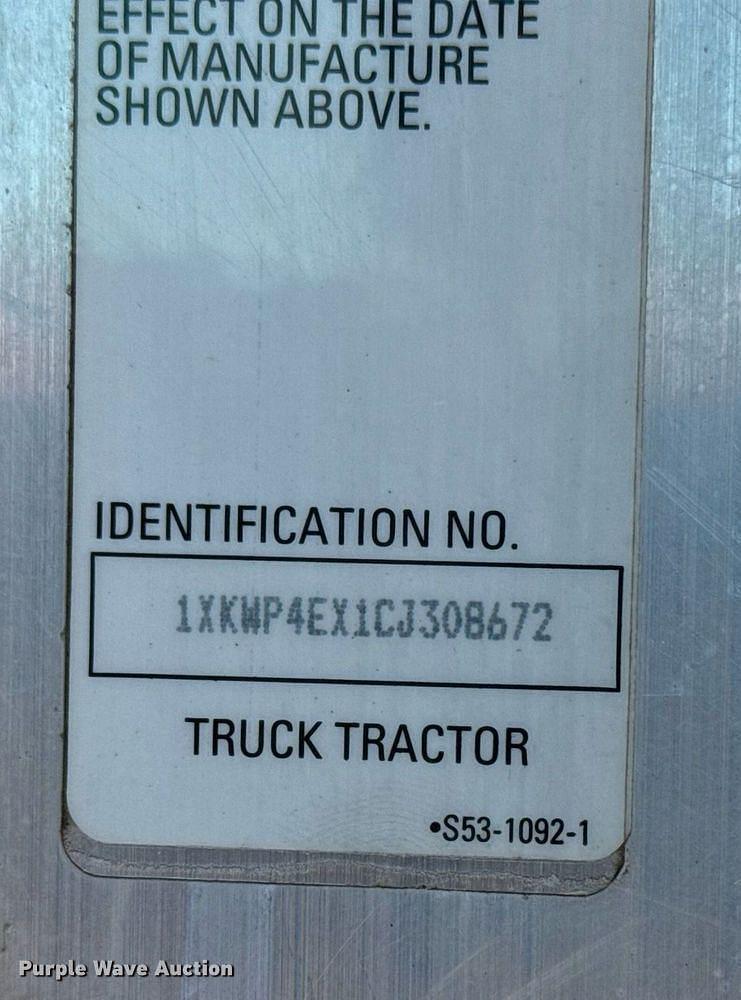 EFFECT ON THE DATE
OF MANUFACTURE
SHOWN ABOVE.
IDENTIFICATION NO.
1XKWP4EX1CJ308672
TRUCK TRACTOR
•S53-1092-1
Purple Wave Auction